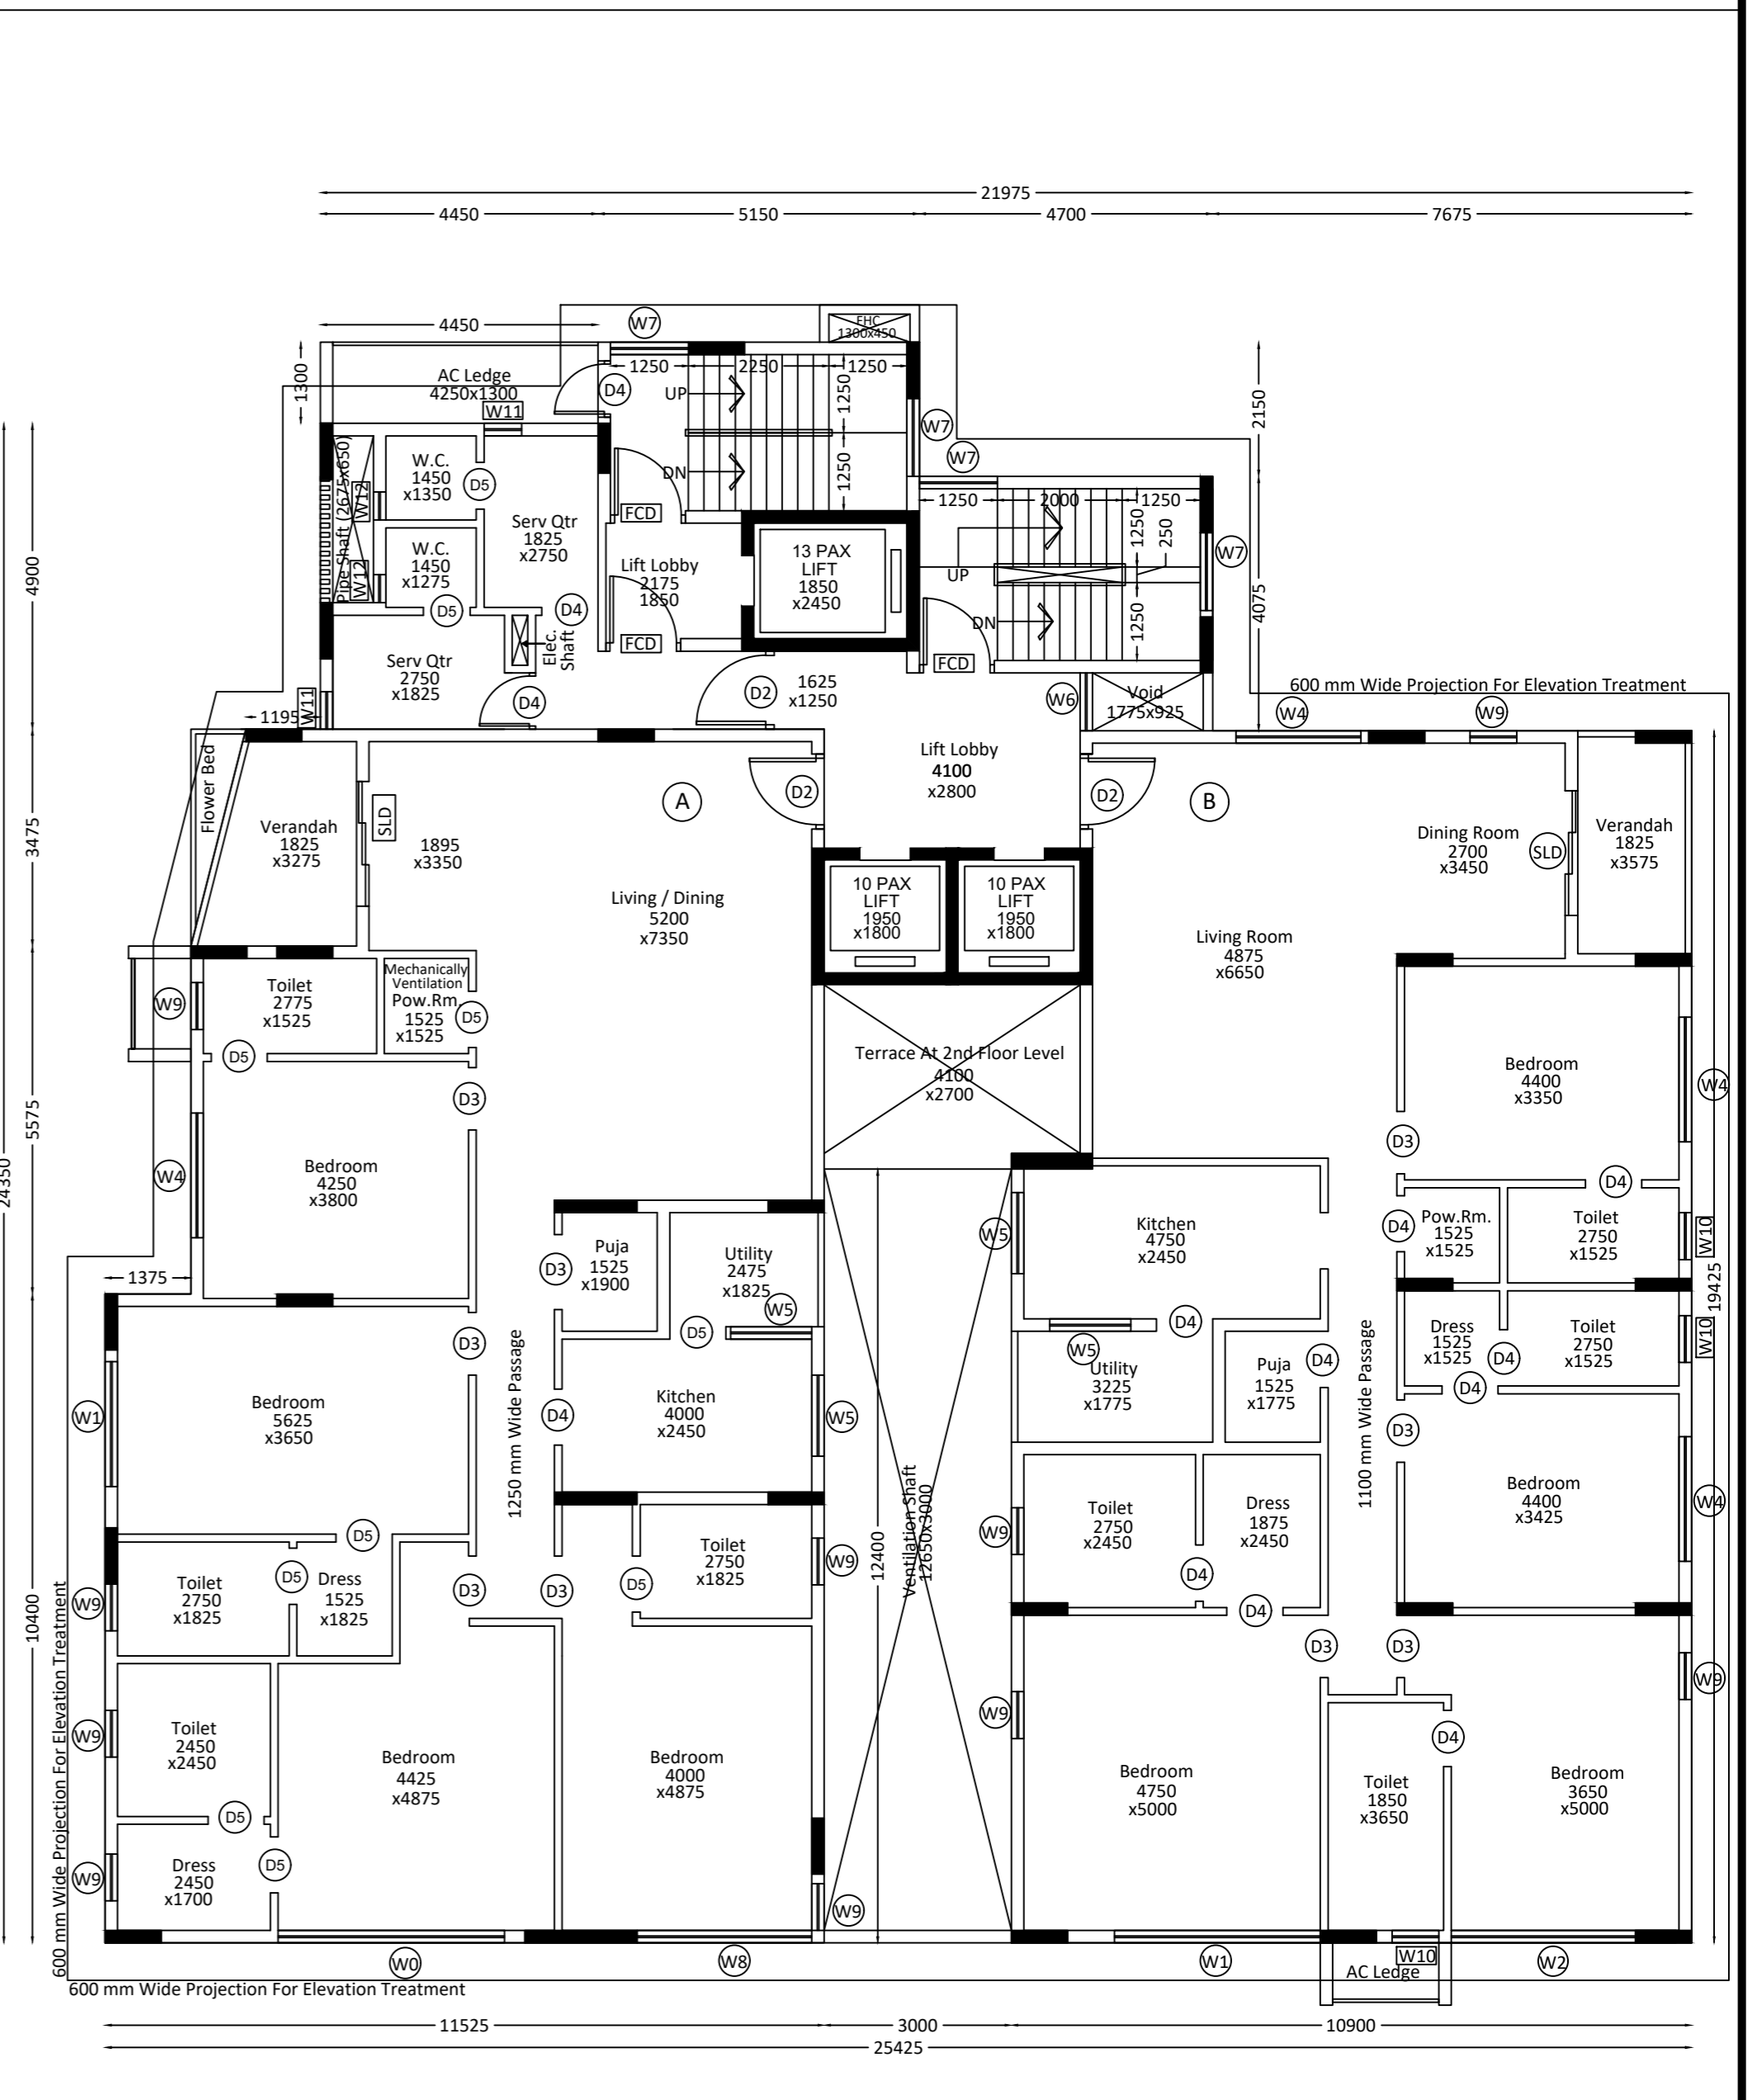 21975
4450
5150
4700
7675
4450
W7
FHC
1300x450
1300
AC Ledge
4250x1300
W11
D4
1250
2250
1250
UP
1250
DN
1250
W7
W7
2150
Pipe Shaft (2675x650)
W12
W12
W.C.
1450
x1350
D5
W.C.
1450
x1275
D5
Serv Qtr
1825
x2750
D4
FCD
Lift Lobby
2175
1850
FCD
13 PAX
LIFT
1850
x2450
1250
2000
1250
1250
250
UP
DN
1250
W7
4075
FCD
4900
Elec.
Shaft
Serv Qtr
2750
x1825
D4
W11
1195
D2
1625
x1250
W6
Void
1775x925
600 mm Wide Projection For Elevation Treatment
W4
W9
Flower Bed
Verandah
1825
x3275
SLD
1895
x3350
A
D2
Lift Lobby
4100
x2800
D2
B
Dining Room
2700
x3450
SLD
Verandah
1825
x3575
3475
Living / Dining
5200
x7350
10 PAX
LIFT
1950
x1800
10 PAX
LIFT
1950
x1800
Living Room
4875
x6650
W9
Toilet
2775
x1525
D5
Mechanically
Ventilation
Pow.Rm.
1525
x1525
D5
D3
Terrace At 2nd Floor Level
4100
x2700
Bedroom
4400
x3350
W4
D3
5575
24350
W4
Bedroom
4250
x3800
1375
D4
D4
Pow.Rm.
1525
x1525
Toilet
2750
x1525
W10
W5
Kitchen
4750
x2450
D3
Puja
1525
x1900
Utility
2475
x1825
W5
D5
D4
19425
D3
1250 mm Wide Passage
W5
Utility
3225
x1775
Puja
1525
x1775
D4
1100 mm Wide Passage
Dress
1525
x1525
D4
D4
Toilet
2750
x1525
W10
W1
Bedroom
5625
x3650
D4
Kitchen
4000
x2450
W5
D3
Bedroom
4400
x3425
W4
D5
12400
Ventilation Shaft
12650x3000
W9
Toilet
2750
x2450
Dress
1875
x2450
D4
D4
10400
W9
Toilet
2750
x1825
D5
Dress
1525
x1825
D3
D3
D5
Toilet
2750
x1825
W9
D3
D3
W9
600 mm Wide Projection For Elevation Treatment
W9
Toilet
2450
x2450
Bedroom
4425
x4875
Bedroom
4000
x4875
W9
Bedroom
4750
x5000
D4
Toilet
1850
x3650
Bedroom
3650
x5000
D5
W9
Dress
2450
x1700
D5
W9
W0
W8
W1
W10
AC Ledge
W2
600 mm Wide Projection For Elevation Treatment
11525
3000
10900
25425